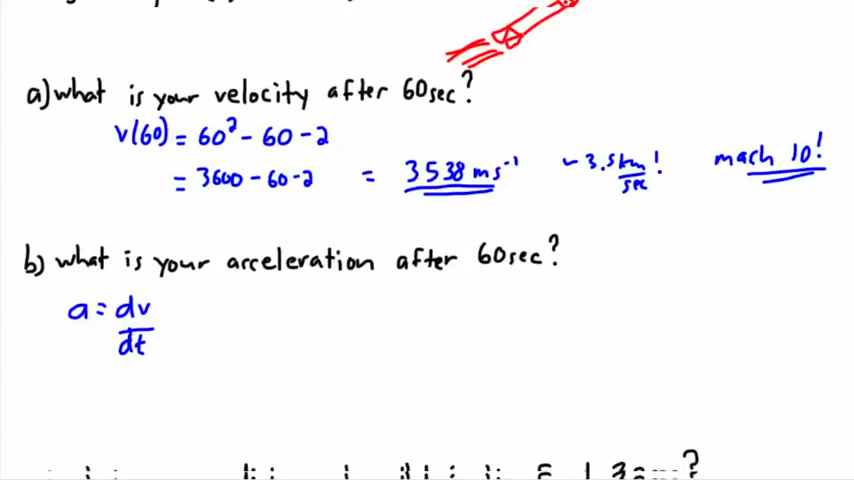 a) what is your velocity after 60sec?
v(60) = 60² - 60 - 2
= 3600 - 60 - 2 = 3538 ms⁻¹ ~ 3.5km/sec! mach 10!
b) what is your acceleration after 60sec?
a = dv/dt